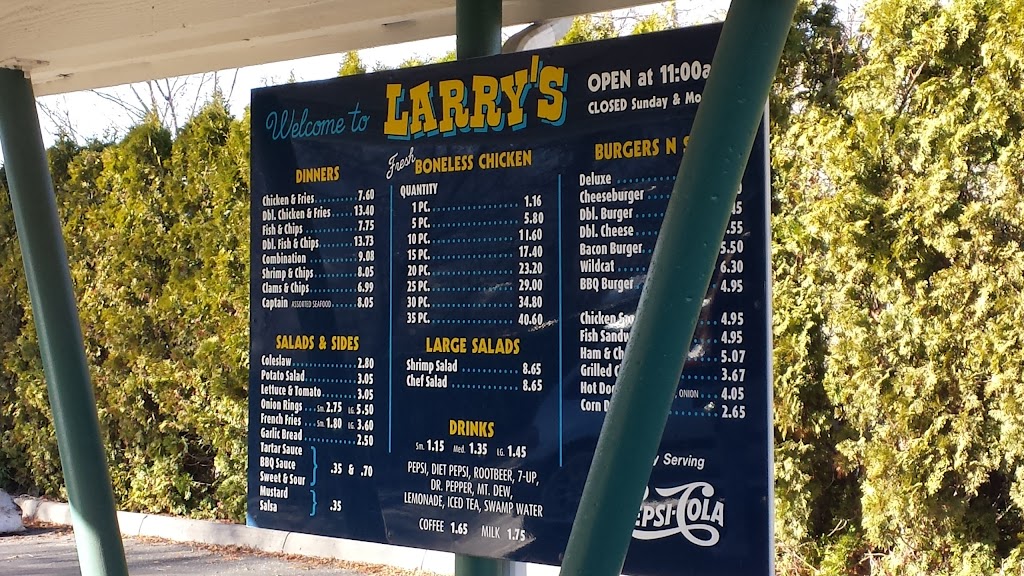 Welcome to LARRY'S
OPEN at 11:00a
CLOSED Sunday & Mo
DINNERS
Chicken & Fries 7.60
Dbl. Chicken & Fries 13.40
Fish & Chips 7.75
Dbl. Fish & Chips 13.73
Combination 9.08
Shrimp & Chips 8.05
Clams & Chips 6.99
Captain ASSORTED SEAFOOD 8.05
SALADS & SIDES
Coleslaw 2.80
Potato Salad 3.05
Lettuce & Tomato 3.05
Onion Rings Sm. 2.75 LG. 5.50
French Fries Sm. 1.80 LG. 3.60
Garlic Bread 2.50
Tartar Sauce
BBQ Sauce .35 & .70
Sweet & Sour
Mustard
Salsa .35
Fresh BONELESS CHICKEN
QUANTITY
1 PC. 1.16
5 PC. 5.80
10 PC. 11.60
15 PC. 17.40
20 PC. 23.20
25 PC. 29.00
30 PC. 34.80
35 PC. 40.60
LARGE SALADS
Shrimp Salad 8.65
Chef Salad 8.65
DRINKS
Sm. 1.15 Med. 1.35 LG. 1.45
PEPSI, DIET PEPSI, ROOTBEER, 7-UP,
DR. PEPPER, MT. DEW,
LEMONADE, ICED TEA, SWAMP WATER
COFFEE 1.65 MILK 1.75
BURGERS N S
Deluxe
Cheeseburger
Dbl. Burger
Dbl. Cheese .55
Bacon Burger 5.50
Wildcat 6.30
BBQ Burger 4.95
Chicken 4.95
Fish Sandw 4.95
Ham & Ch 5.07
Grilled C 3.67
Hot Do , ONION 4.05
Corn D 2.65
y Serving
EPSI-COLA